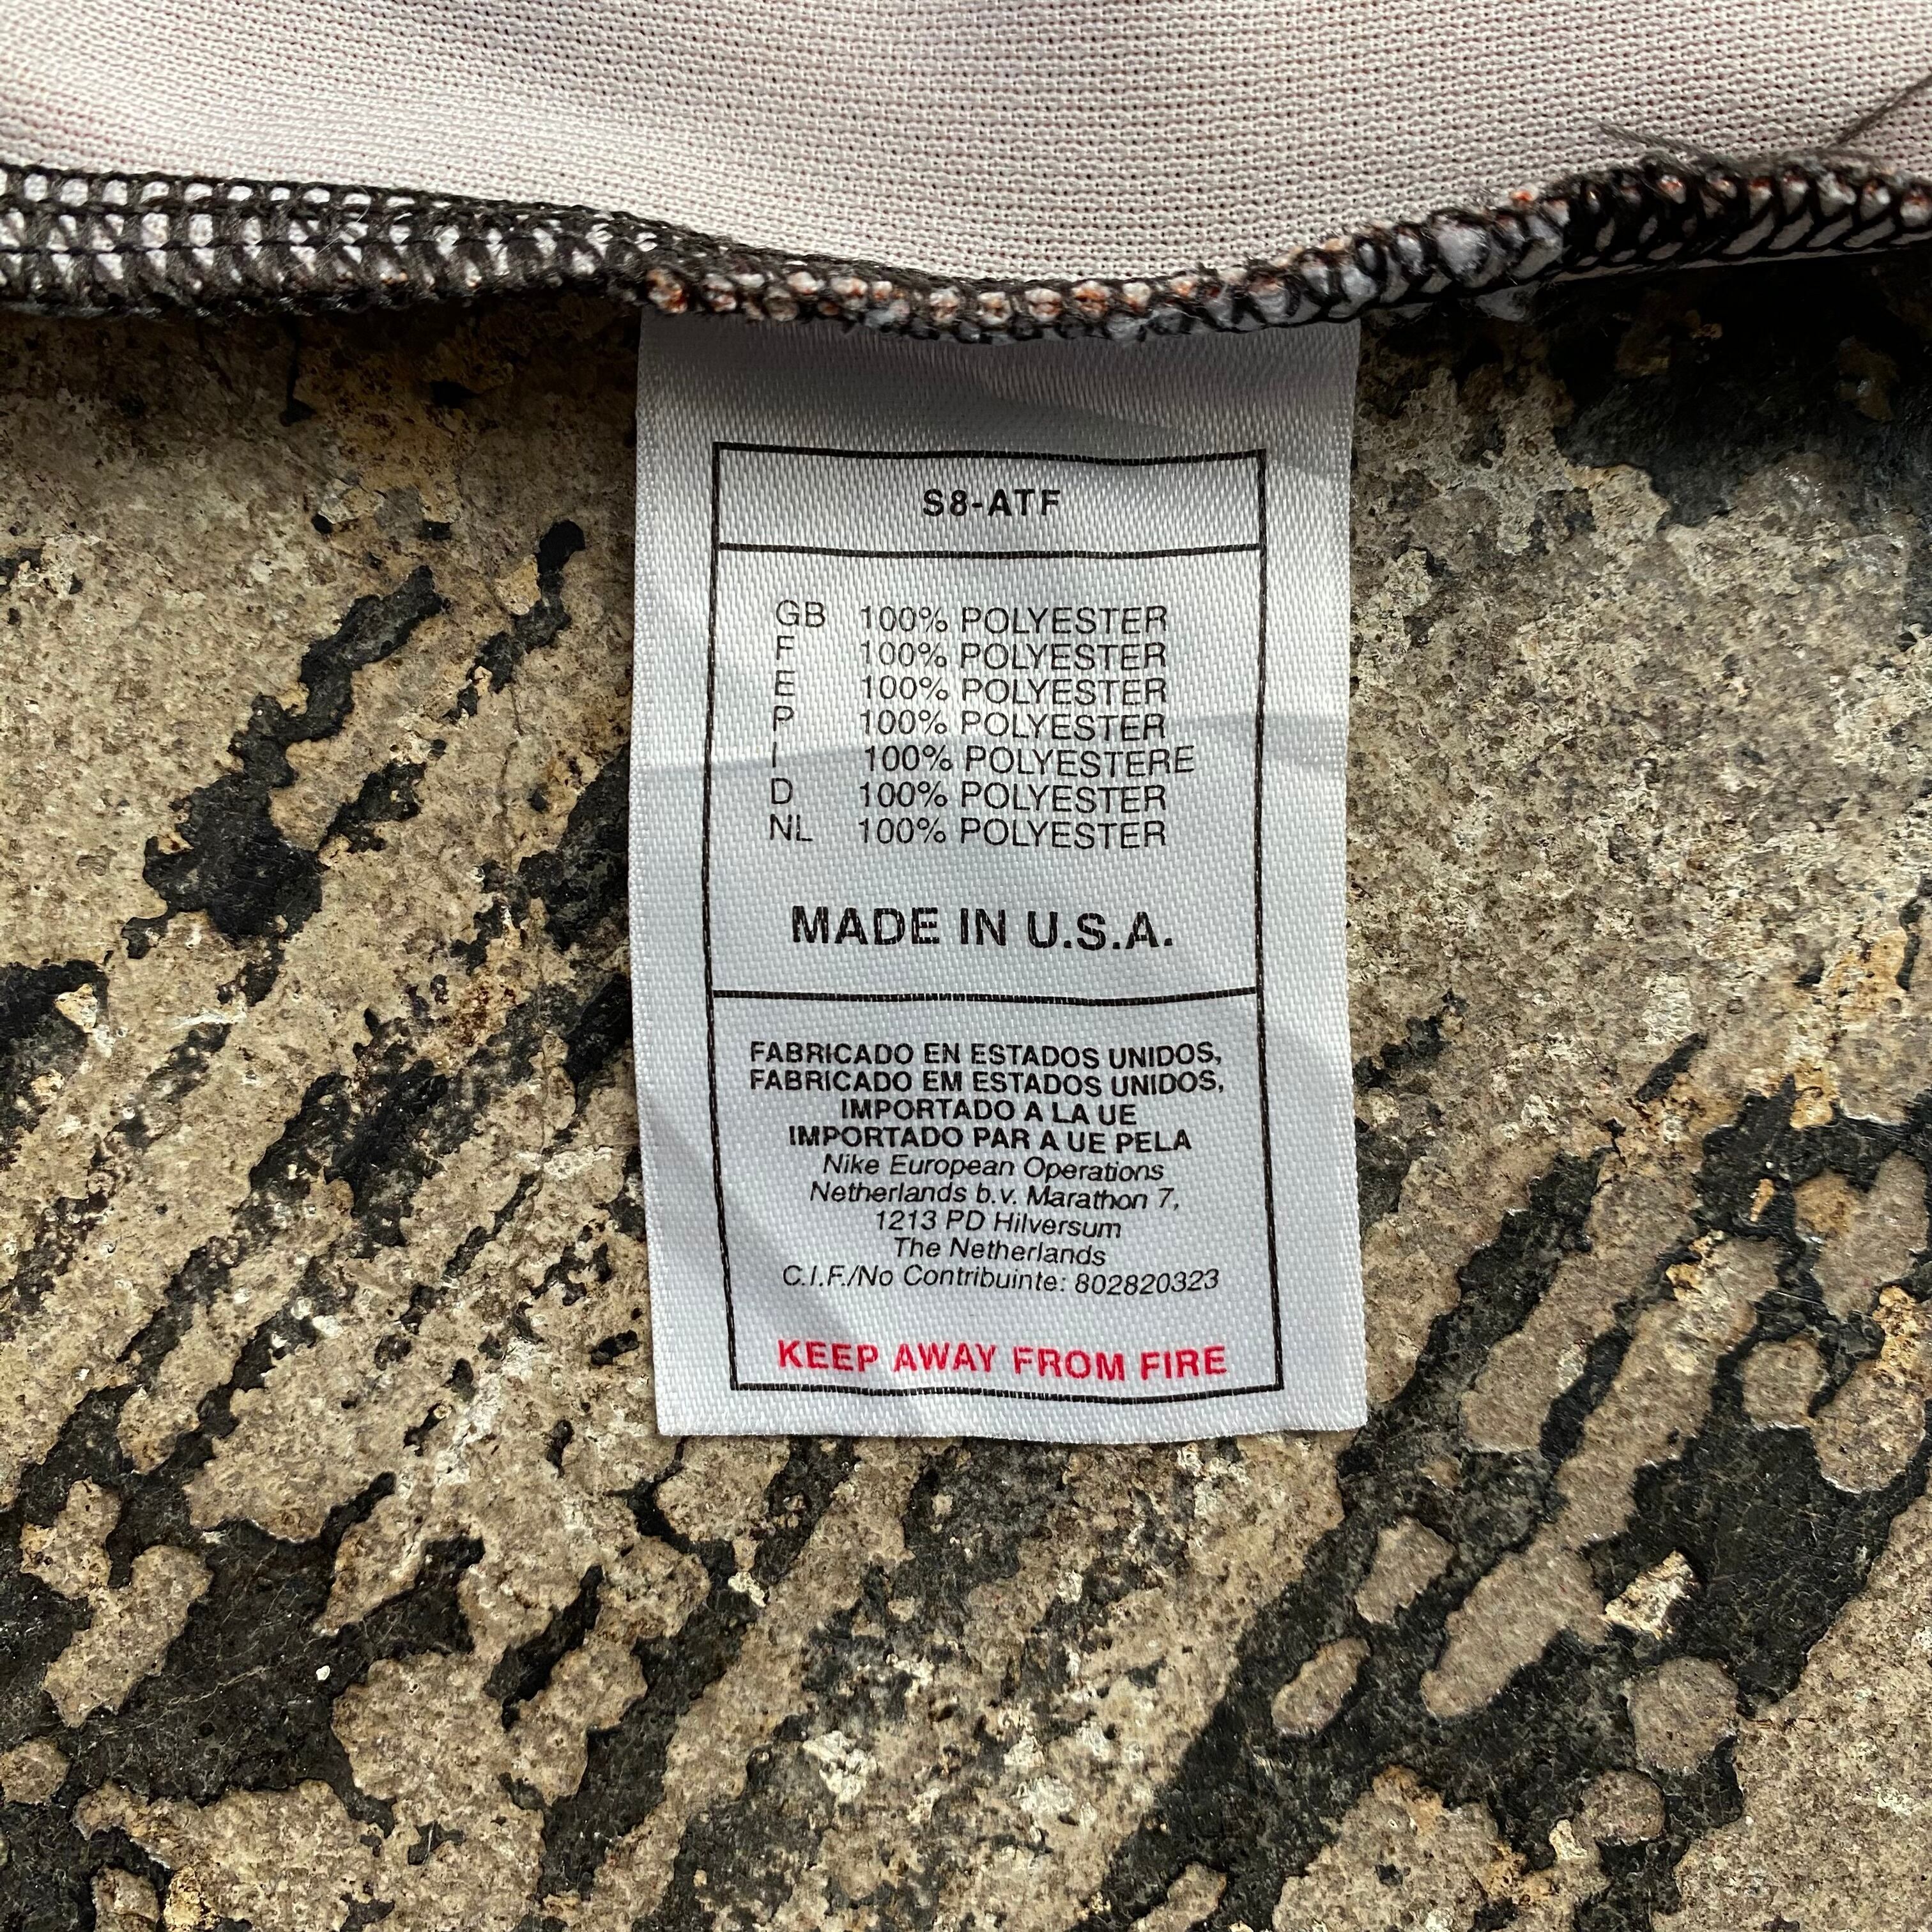 S8-ATF
GB 100% POLYESTER
F 100% POLYESTER
E 100% POLYESTER
P 100% POLYESTER
I 100% POLYESTERE
D 100% POLYESTER
NL 100% POLYESTER
MADE IN U.S.A.
FABRICADO EN ESTADOS UNIDOS,
FABRICADO EM ESTADOS UNIDOS,
IMPORTADO A LA UE
IMPORTADO PAR A UE PELA
Nike European Operations
Netherlands b.v. Marathon 7,
1213 PD Hilversum
The Netherlands
C.I.F./No Contribuinte: 802820323
KEEP AWAY FROM FIRE